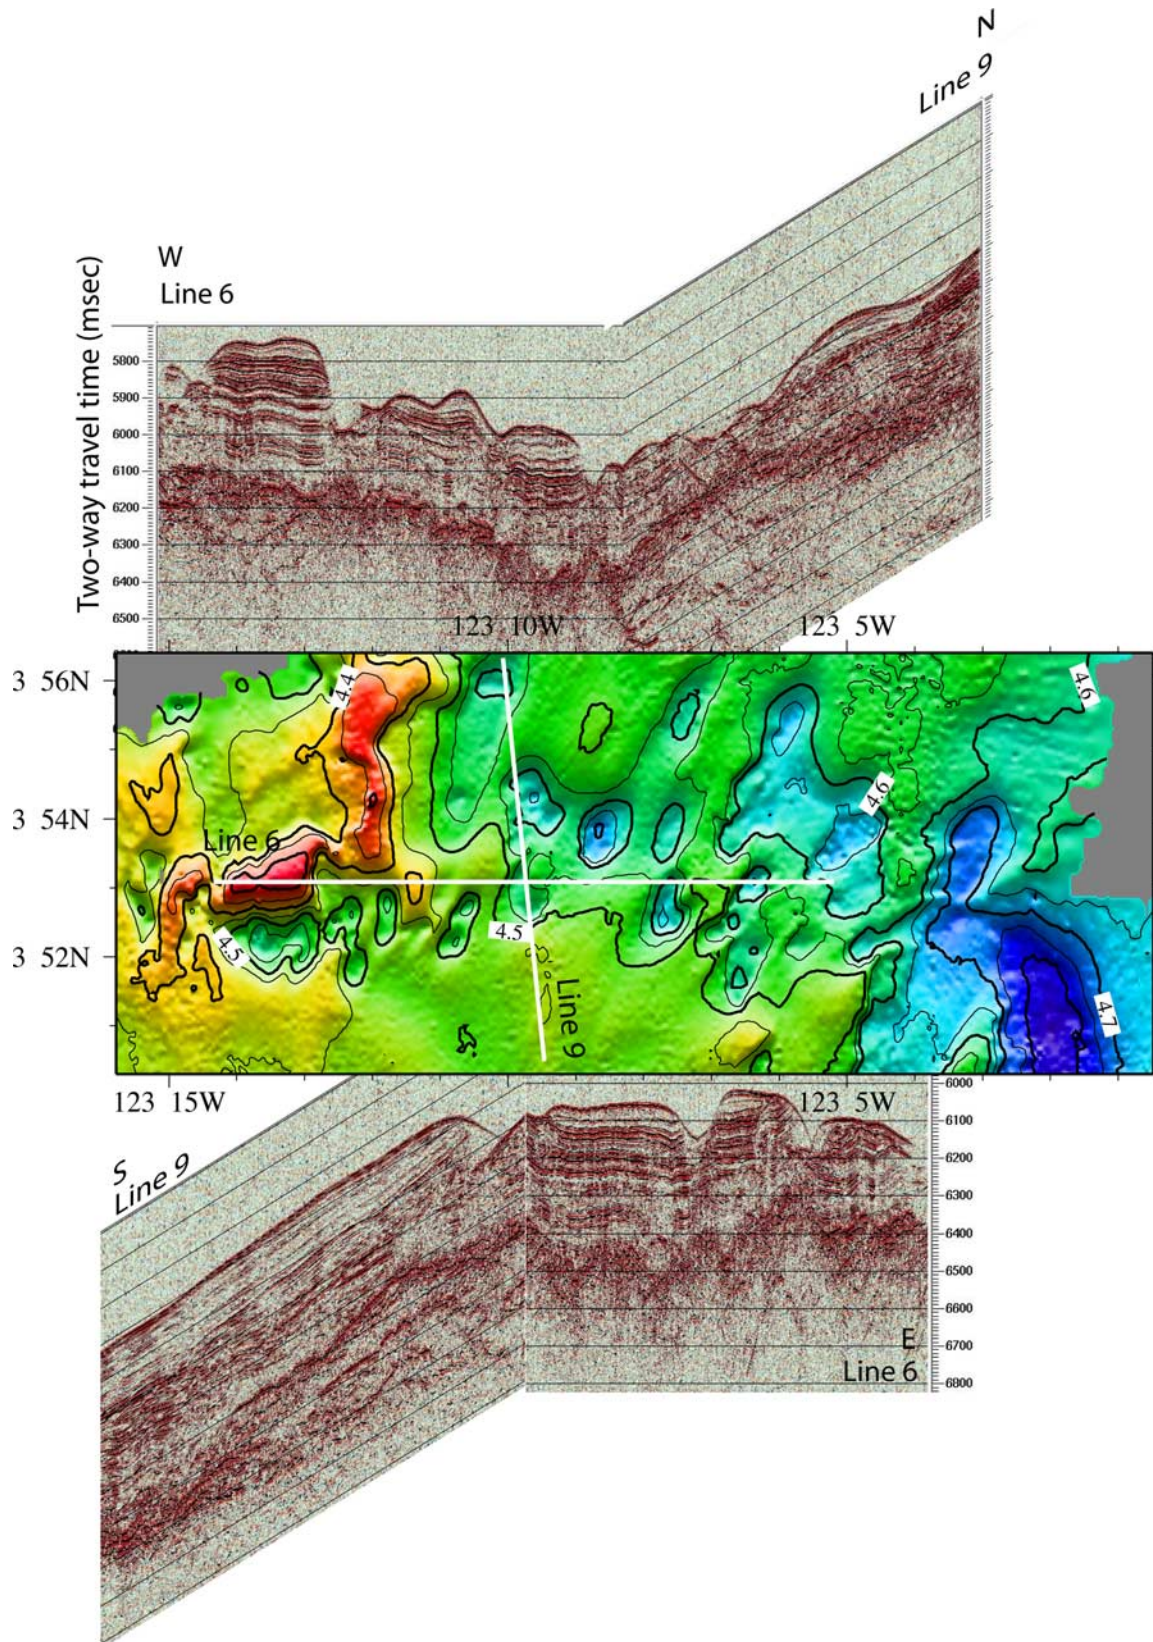 N
Line 9
W
Line 6
Two-way travel time (msec)
5800
5900
6000
6100
6200
6300
6400
6500
123 10W
123 5W
3 56N
3 54N
3 52N
4.4
4.6
4.6
Line 6
4.5
4.5
Line 9
4.7
123 15W
123 5W
6000
6100
6200
6300
6400
6500
6600
6700
6800
S
Line 9
E
Line 6